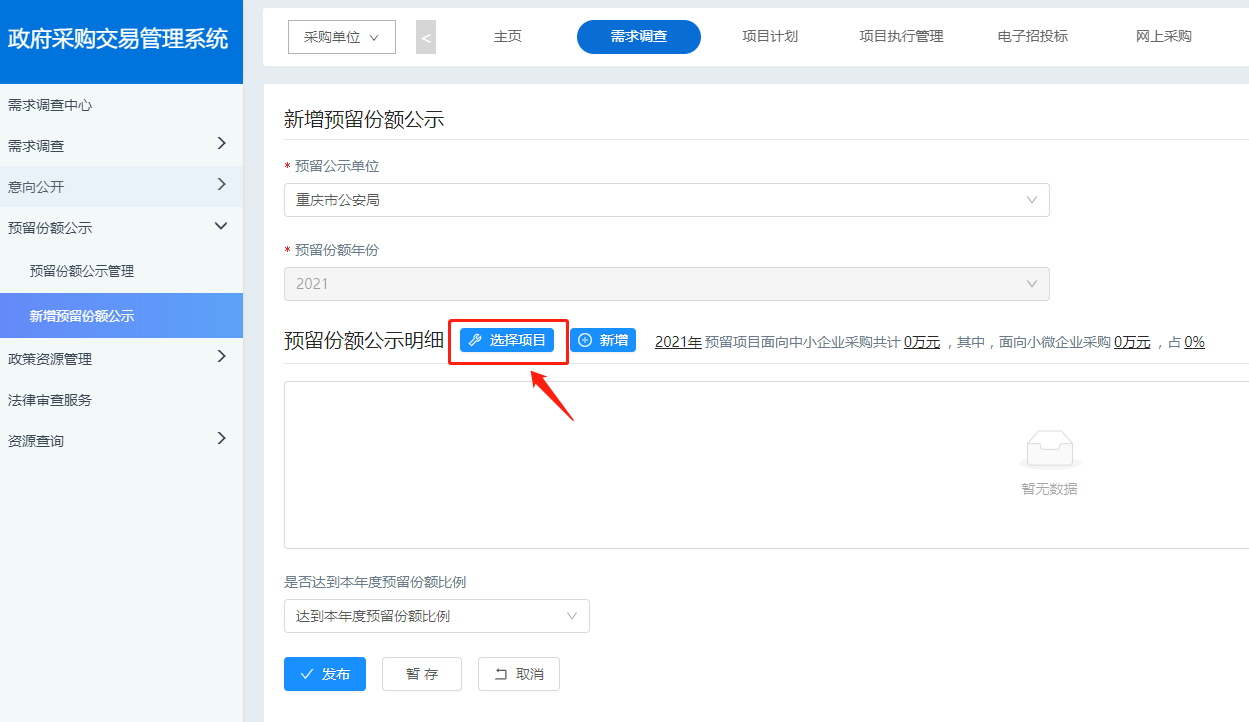 政府采购交易管理系统
采购单位
<
主页
需求调查
项目计划
项目执行管理
电子招投标
网上采购
需求调查中心
需求调查
意向公开
预留份额公示
预留份额公示管理
新增预留份额公示
政策资源管理
法律审查服务
资源查询
新增预留份额公示
* 预留公示单位
重庆市公安局
* 预留份额年份
2021
预留份额公示明细 选择项目 新增 2021年 预留项目面向中小企业采购共计 0万元 ，其中，面向小微企业采购 0万元 ，占 0%
暂无数据
是否达到本年度预留份额比例
达到本年度预留份额比例
发布 暂 存 取消